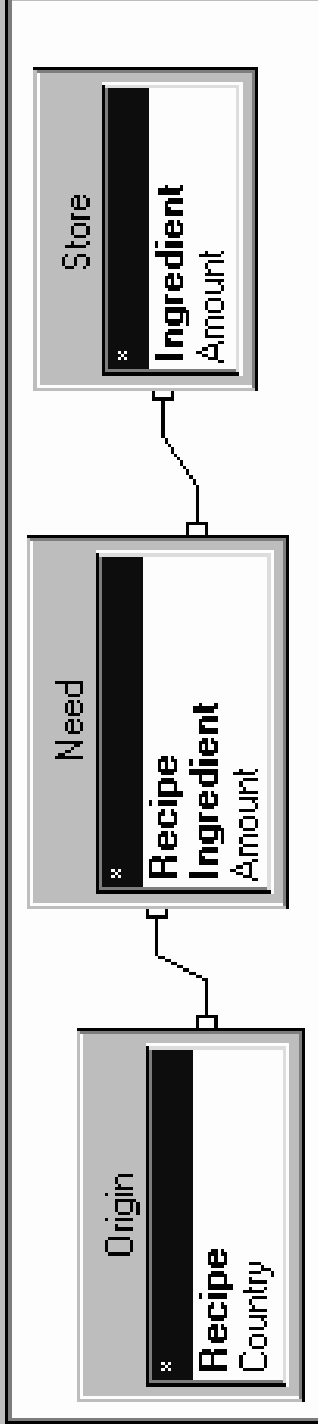 Origin
*
Recipe
Country
Need
*
Recipe
Ingredient
Amount
Store
*
Ingredient
Amount